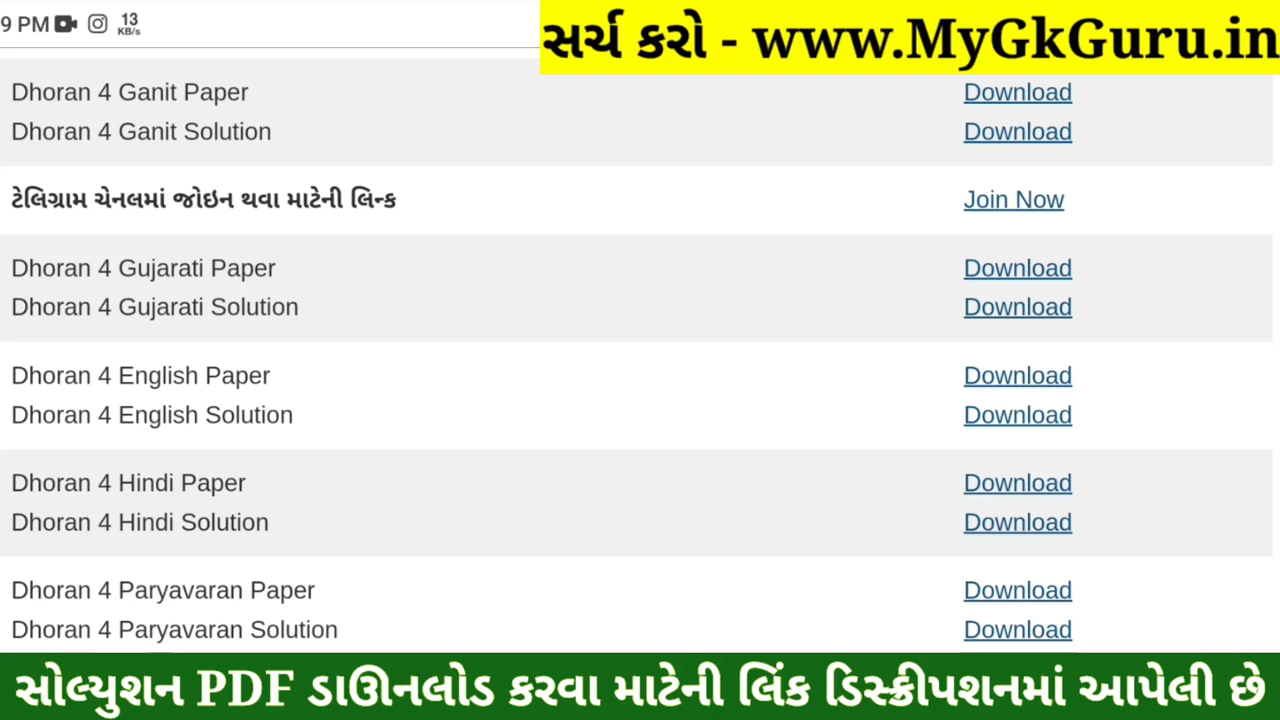 9 PM 13 KB/s
સર્ચ કરો - www.MyGkGuru.in
Dhoran 4 Ganit Paper Download
Dhoran 4 Ganit Solution Download
ટેલિગ્રામ ચેનલમાં જોઇન થવા માટેની લિન્ક Join Now
Dhoran 4 Gujarati Paper Download
Dhoran 4 Gujarati Solution Download
Dhoran 4 English Paper Download
Dhoran 4 English Solution Download
Dhoran 4 Hindi Paper Download
Dhoran 4 Hindi Solution Download
Dhoran 4 Paryavaran Paper Download
Dhoran 4 Paryavaran Solution Download
સોલ્યુશન PDF ડાઊનલોડ કરવા માટેની લિંક ડિસ્ક્રીપશનમાં આપેલી છે